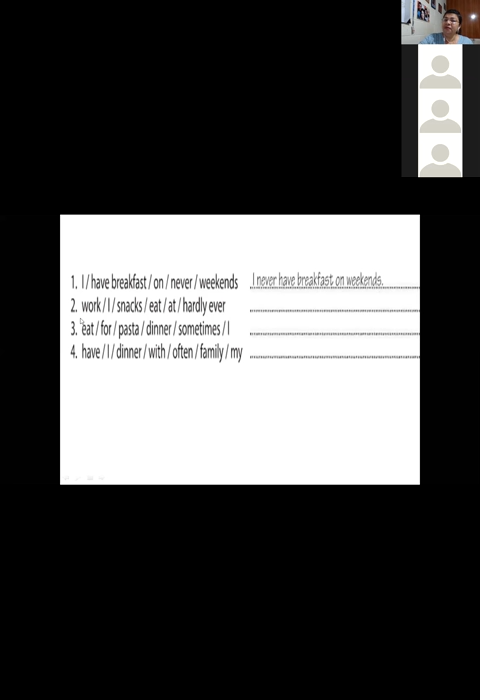 1. I / have breakfast / on / never / weekends I never have breakfast on weekends.
2. work / I / snacks / eat / at / hardly ever
3. eat / for / pasta / dinner / sometimes / I
4. have / I / dinner / with / often / family / my